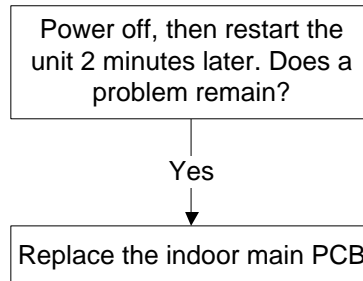 Power off, then restart the
unit 2 minutes later. Does a
problem remain?
Yes
Replace the indoor main PCB